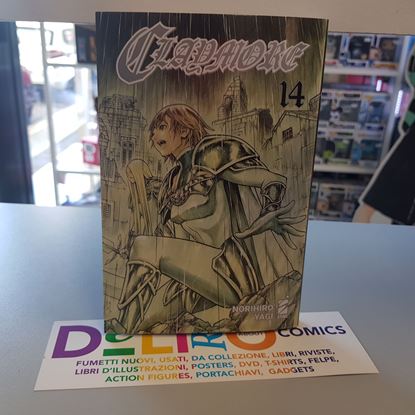 CLAYMORE
14
NORIHIRO
YAGI
COMICS
FUMETTI NUOVI, USATI, DA COLLEZIONE, LIBRI, RIVISTE,
LIBRI D'ILLUSTRAZIONI, POSTERS, DVD, T-SHIRTS, FELPE,
ACTION FIGURES, PORTACHIAVI, GADGETS